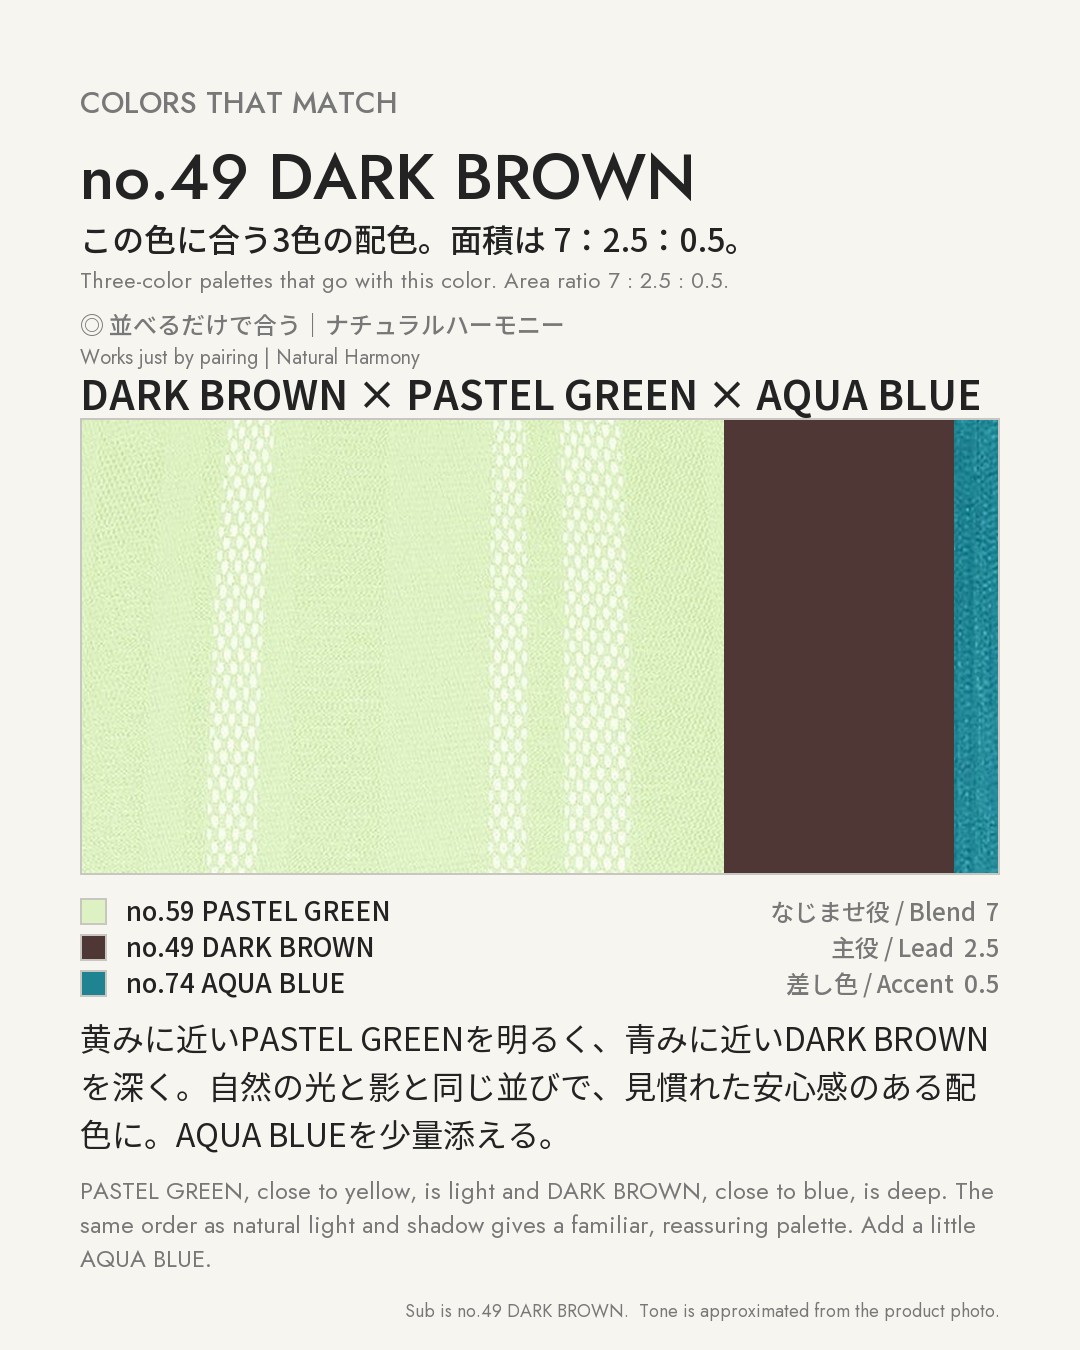 COLORS THAT MATCH
no.49 DARK BROWN
この色に合う3色の配色。面積は 7：2.5：0.5。
Three-color palettes that go with this color. Area ratio 7 : 2.5 : 0.5.
◎ 並べるだけで合う｜ナチュラルハーモニー
Works just by pairing | Natural Harmony
DARK BROWN × PASTEL GREEN × AQUA BLUE
no.59 PASTEL GREEN なじませ役 / Blend 7
no.49 DARK BROWN 主役 / Lead 2.5
no.74 AQUA BLUE 差し色 / Accent 0.5
黄みに近いPASTEL GREENを明るく、青みに近いDARK BROWN
を深く。自然の光と影と同じ並びで、見慣れた安心感のある配
色に。AQUA BLUEを少量添える。
PASTEL GREEN, close to yellow, is light and DARK BROWN, close to blue, is deep. The
same order as natural light and shadow gives a familiar, reassuring palette. Add a little
AQUA BLUE.
Sub is no.49 DARK BROWN. Tone is approximated from the product photo.